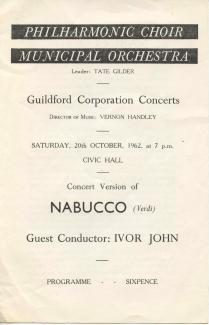 PHILHARMONIC CHOIR
MUNICIPAL ORCHESTRA
Leader: TATE GILDER
Guildford Corporation Concerts
DIRECTOR OF MUSIC: VERNON HANDLEY
SATURDAY, 20th OCTOBER, 1962, at 7 p.m.
CIVIC HALL
Concert Version of
NABUCCO (Verdi)
Guest Conductor: IVOR JOHN
PROGRAMME - - SIXPENCE